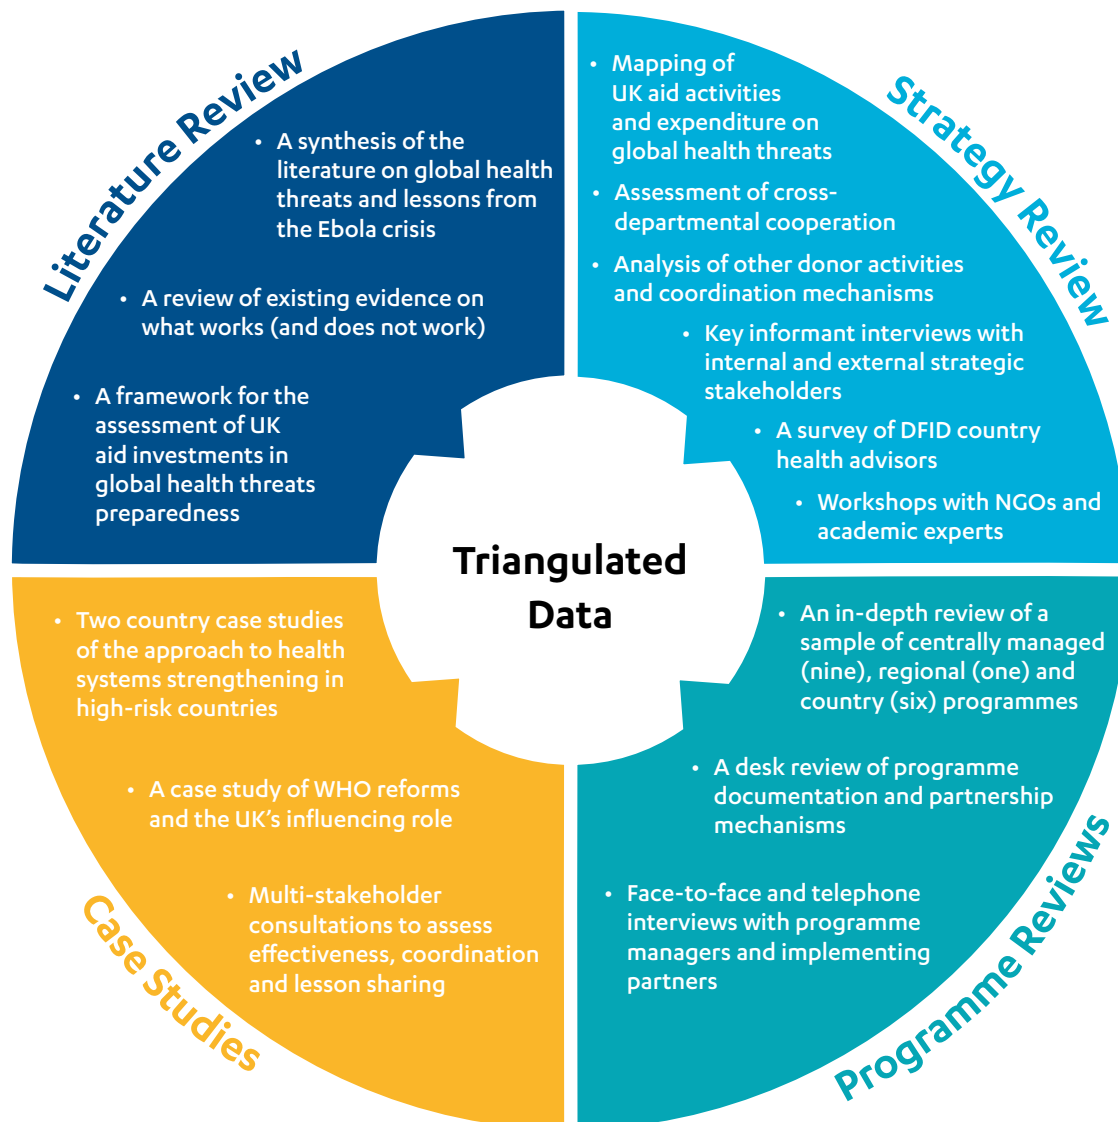 Literature Review
• A synthesis of the
literature on global health
threats and lessons from
the Ebola crisis
• A review of existing evidence on
what works (and does not work)
• A framework for the
assessment of UK
aid investments in
global health threats
preparedness
Strategy Review
• Mapping of
UK aid activities
and expenditure on
global health threats
• Assessment of cross-
departmental cooperation
• Analysis of other donor activities
and coordination mechanisms
• Key informant interviews with
internal and external strategic
stakeholders
• A survey of DFID country
health advisors
• Workshops with NGOs and
academic experts
Triangulated
Data
• Two country case studies
of the approach to health
systems strengthening in
high-risk countries
• A case study of WHO reforms
and the UK’s influencing role
• Multi-stakeholder
consultations to assess
effectiveness, coordination
and lesson sharing
Case Studies
• An in-depth review of a
sample of centrally managed
(nine), regional (one) and
country (six) programmes
• A desk review of programme
documentation and partnership
mechanisms
• Face-to-face and telephone
interviews with programme
managers and implementing
partners
Programme Reviews